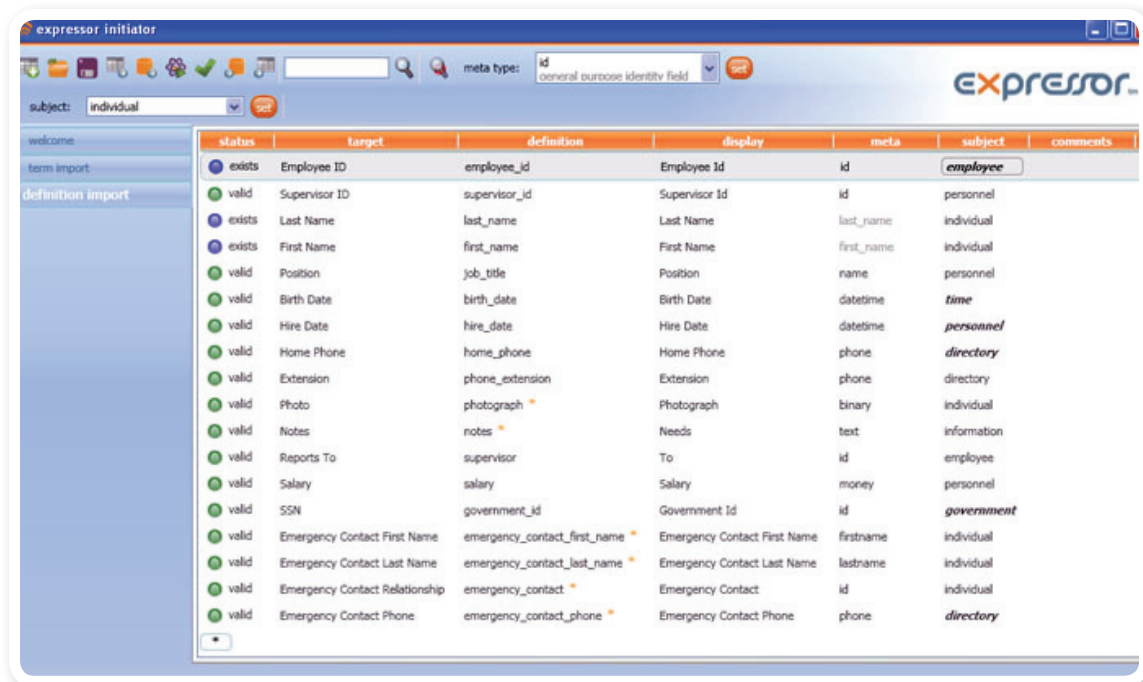 expressor initiator
meta type: id
general purpose identity field
set
expressor
subject: individual set
welcome
term import
definition import
status target definition display meta subject comments
exists Employee ID employee_id Employee Id id employee
valid Supervisor ID supervisor_id Supervisor Id id personnel
exists Last Name last_name Last Name last_name individual
exists First Name first_name First Name first_name individual
valid Position job_title Position name personnel
valid Birth Date birth_date Birth Date datetime time
valid Hire Date hire_date Hire Date datetime personnel
valid Home Phone home_phone Home Phone phone directory
valid Extension phone_extension Extension phone directory
valid Photo photograph * Photograph binary individual
valid Notes notes * Needs text information
valid Reports To supervisor To id employee
valid Salary salary Salary money personnel
valid SSN government_id Government Id id government
valid Emergency Contact First Name emergency_contact_first_name * Emergency Contact First Name firstname individual
valid Emergency Contact Last Name emergency_contact_last_name * Emergency Contact Last Name lastname individual
valid Emergency Contact Relationship emergency_contact * Emergency Contact id individual
valid Emergency Contact Phone emergency_contact_phone * Emergency Contact Phone phone directory
*